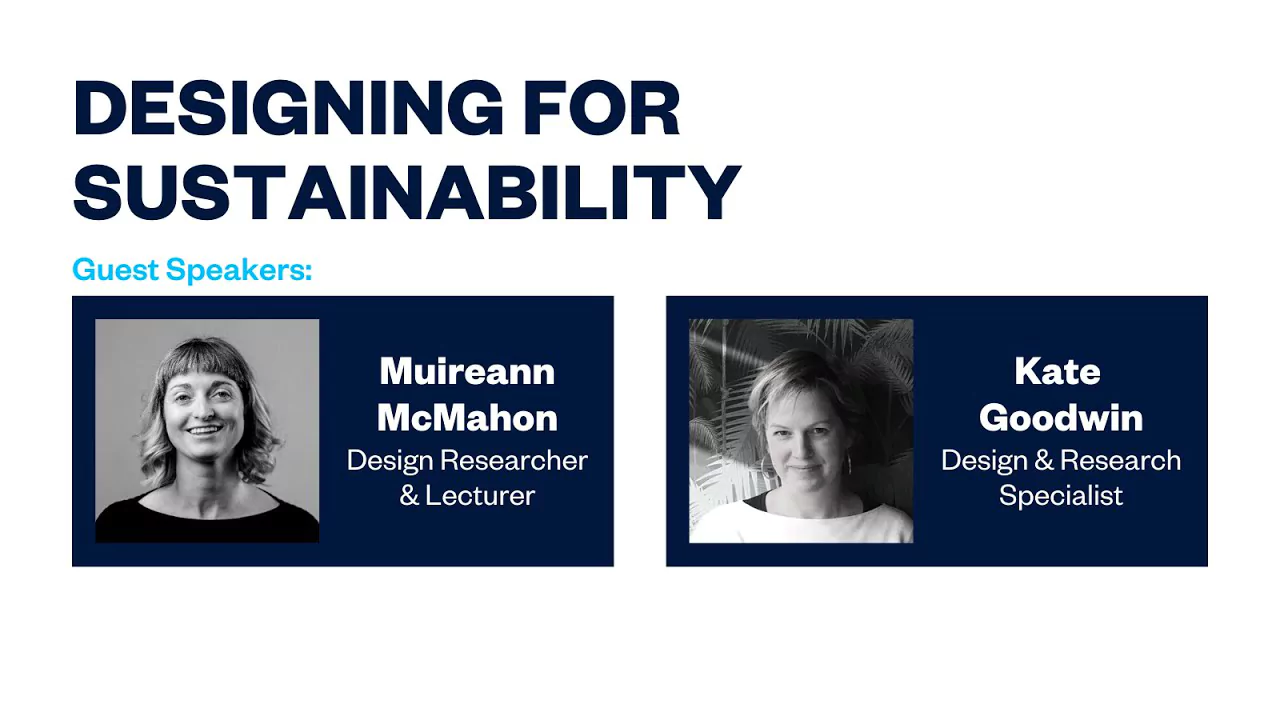 DESIGNING FOR
SUSTAINABILITY
Guest Speakers:
Muireann
McMahon
Design Researcher
& Lecturer
Kate
Goodwin
Design & Research
Specialist